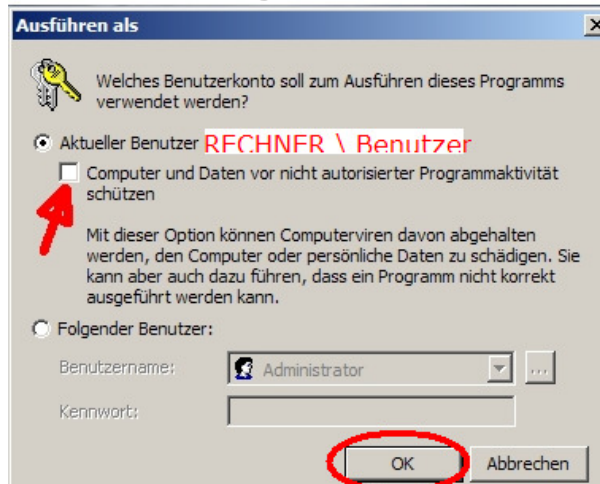 Ausführen als
Welches Benutzerkonto soll zum Ausführen dieses Programms
verwendet werden?
Aktueller Benutzer RECHNER \ Benutzer
Computer und Daten vor nicht autorisierter Programmaktivität
schützen
Mit dieser Option können Computerviren davon abgehalten
werden, den Computer oder persönliche Daten zu schädigen. Sie
kann aber auch dazu führen, dass ein Programm nicht korrekt
ausgeführt werden kann.
Folgender Benutzer:
Benutzername: Administrator ...
Kennwort:
OK Abbrechen